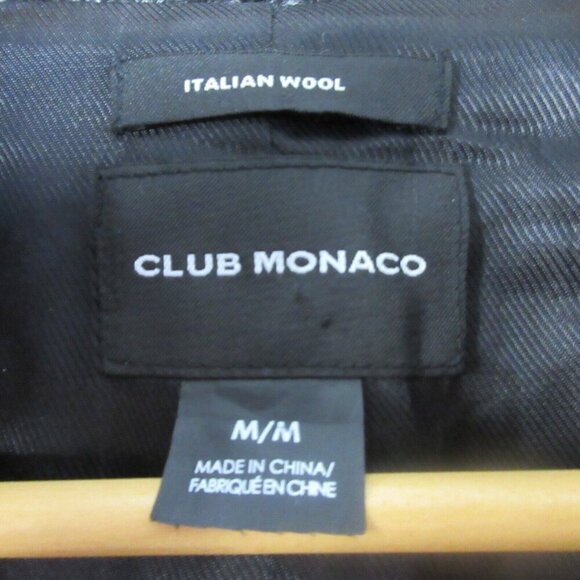 ITALIAN WOOL
CLUB MONACO
M/M
MADE IN CHINA/
FABRIQUÉ EN CHINE